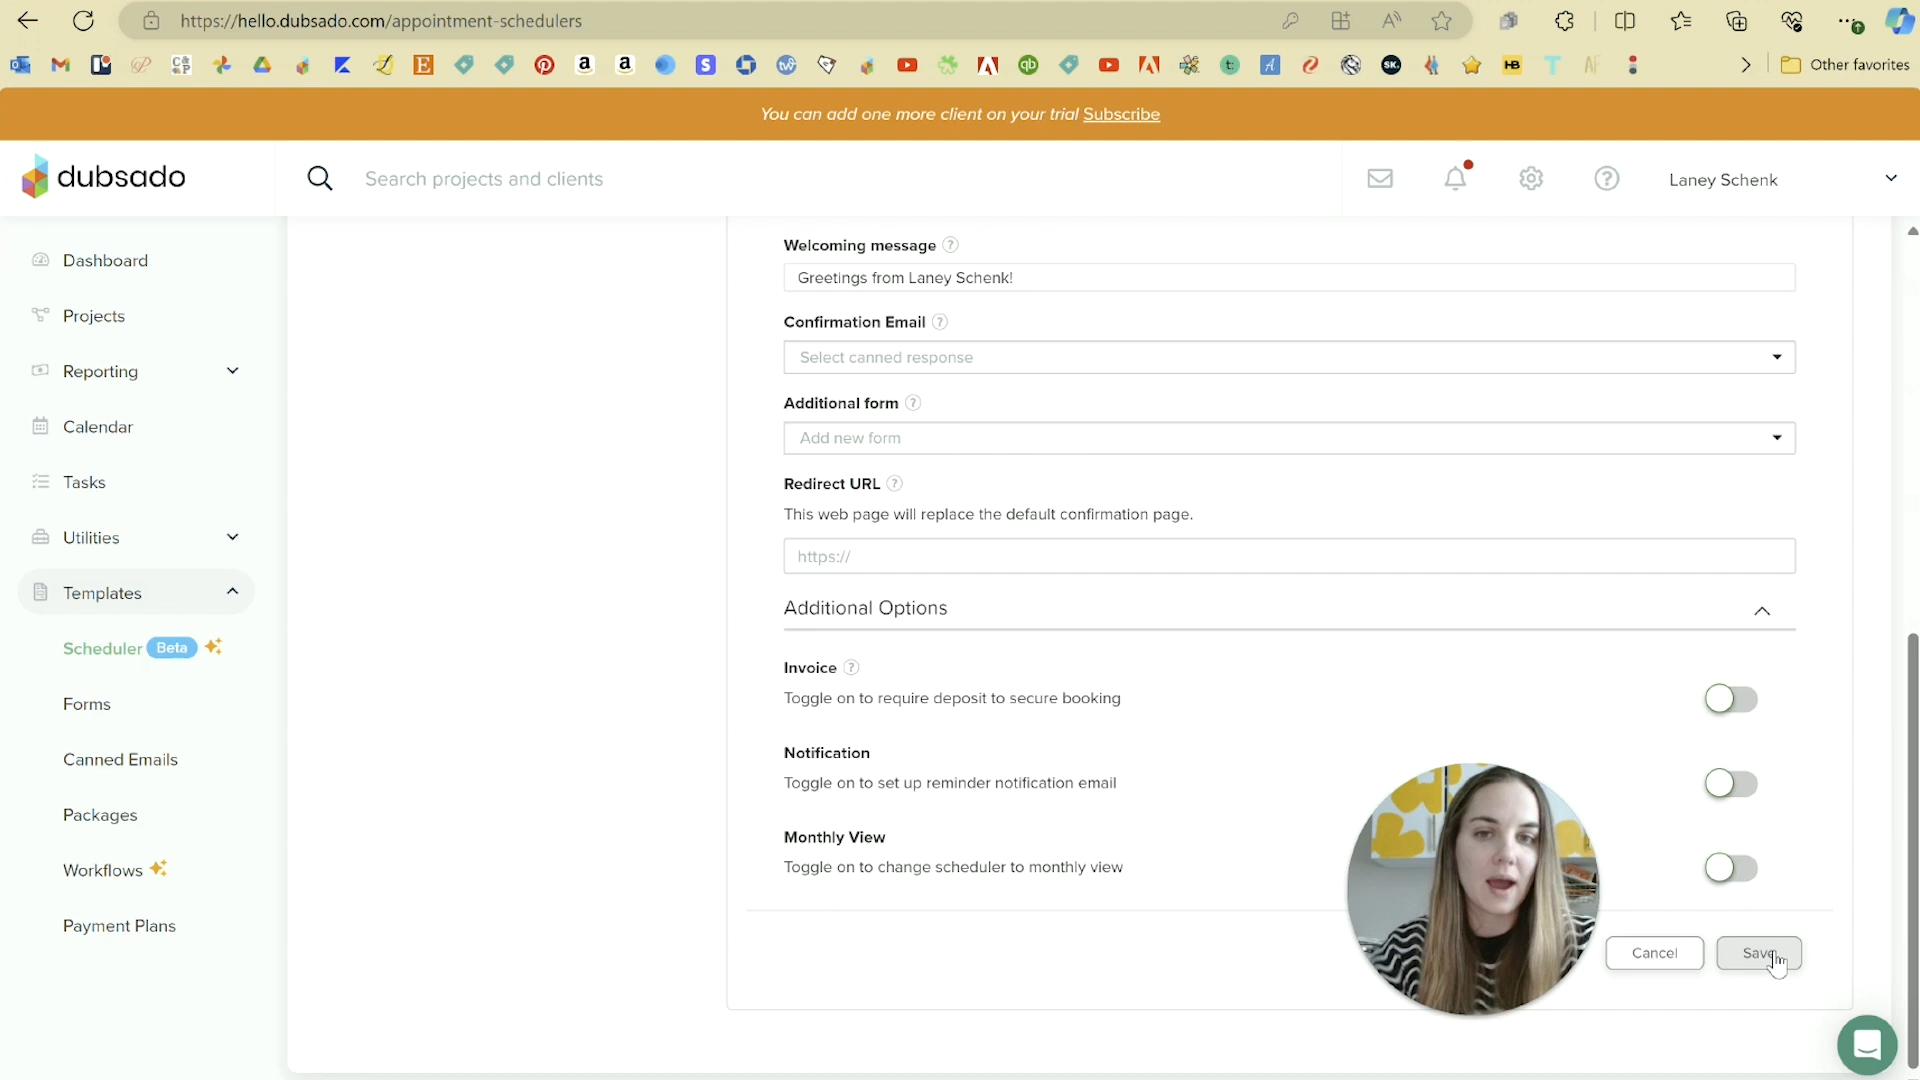 https://hello.dubsado.com/appointment-schedulers
Other favorites
You can add one more client on your trial Subscribe
dubsado
Search projects and clients
Laney Schenk
Dashboard
Projects
Reporting
Calendar
Tasks
Utilities
Templates
Scheduler Beta
Forms
Canned Emails
Packages
Workflows
Payment Plans
Welcoming message ?
Greetings from Laney Schenk!
Confirmation Email ?
Select canned response
Additional form ?
Add new form
Redirect URL ?
This web page will replace the default confirmation page.
https://
Additional Options
Invoice ?
Toggle on to require deposit to secure booking
Notification
Toggle on to set up reminder notification email
Monthly View
Toggle on to change scheduler to monthly view
Cancel
Save